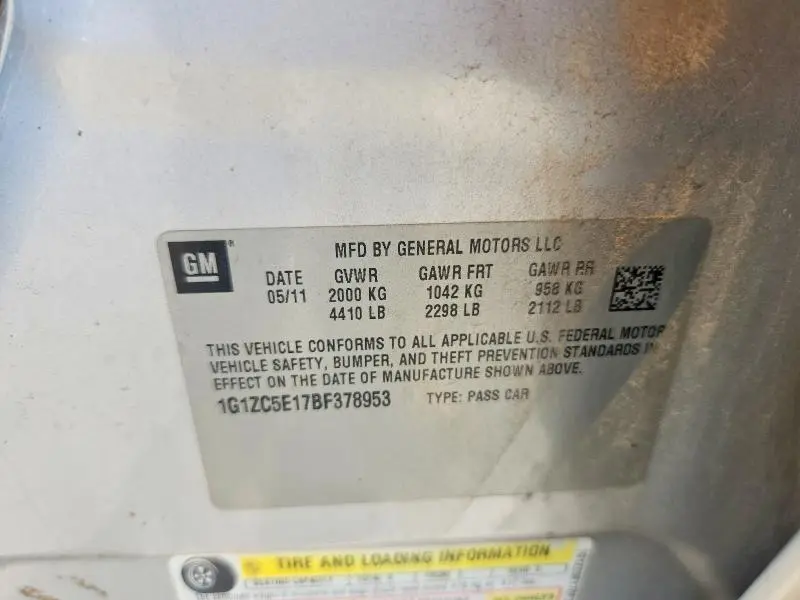 GM
MFD BY GENERAL MOTORS LLC
DATE GVWR GAWR FRT GAWR RR
05/11 2000 KG 1042 KG 958 KG
4410 LB 2298 LB 2112 LB
THIS VEHICLE CONFORMS TO ALL APPLICABLE U.S. FEDERAL MOTOR
VEHICLE SAFETY, BUMPER, AND THEFT PREVENTION STANDARDS IN
EFFECT ON THE DATE OF MANUFACTURE SHOWN ABOVE.
1G1ZC5E17BF378953 TYPE: PASS CAR
TIRE AND LOADING INFORMATION
SEATING CAPACITY